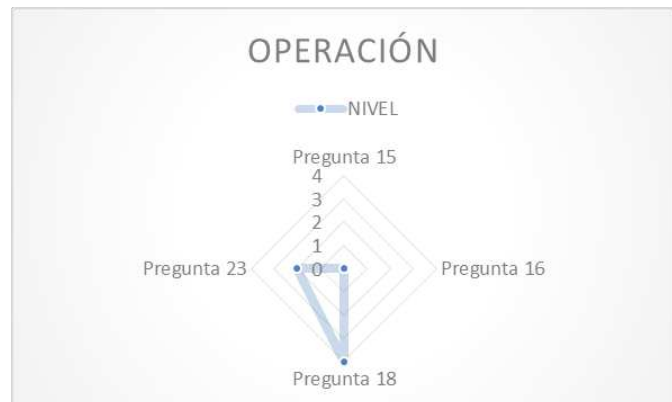 OPERACIÓN
NIVEL
Pregunta 15
4
3
2
1
0
Pregunta 23
Pregunta 16
Pregunta 18